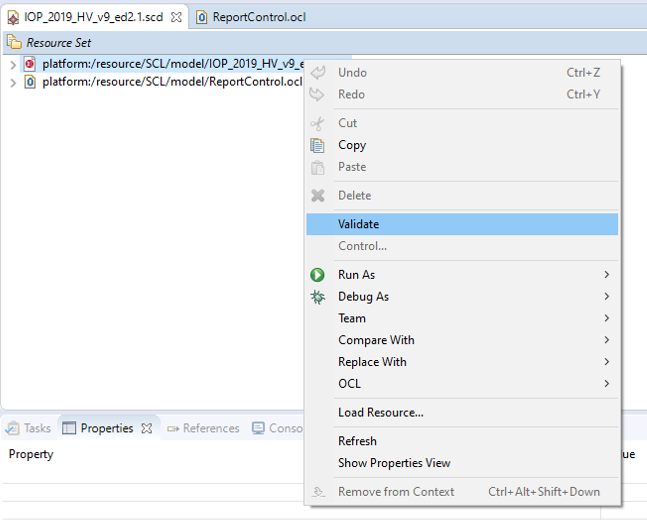 IOP_2019_HV_v9_ed2.1.scd
ReportControl.ocl
Resource Set
platform:/resource/SCL/model/IOP_2019_HV_v9_e
platform:/resource/SCL/model/ReportControl.ocl
Undo Ctrl+Z
Redo Ctrl+Y
Cut
Copy
Paste
Delete
Validate
Control...
Run As
Debug As
Team
Compare With
Replace With
OCL
Load Resource...
Refresh
Show Properties View
Remove from Context Ctrl+Alt+Shift+Down
Tasks Properties References Conso
Property ue